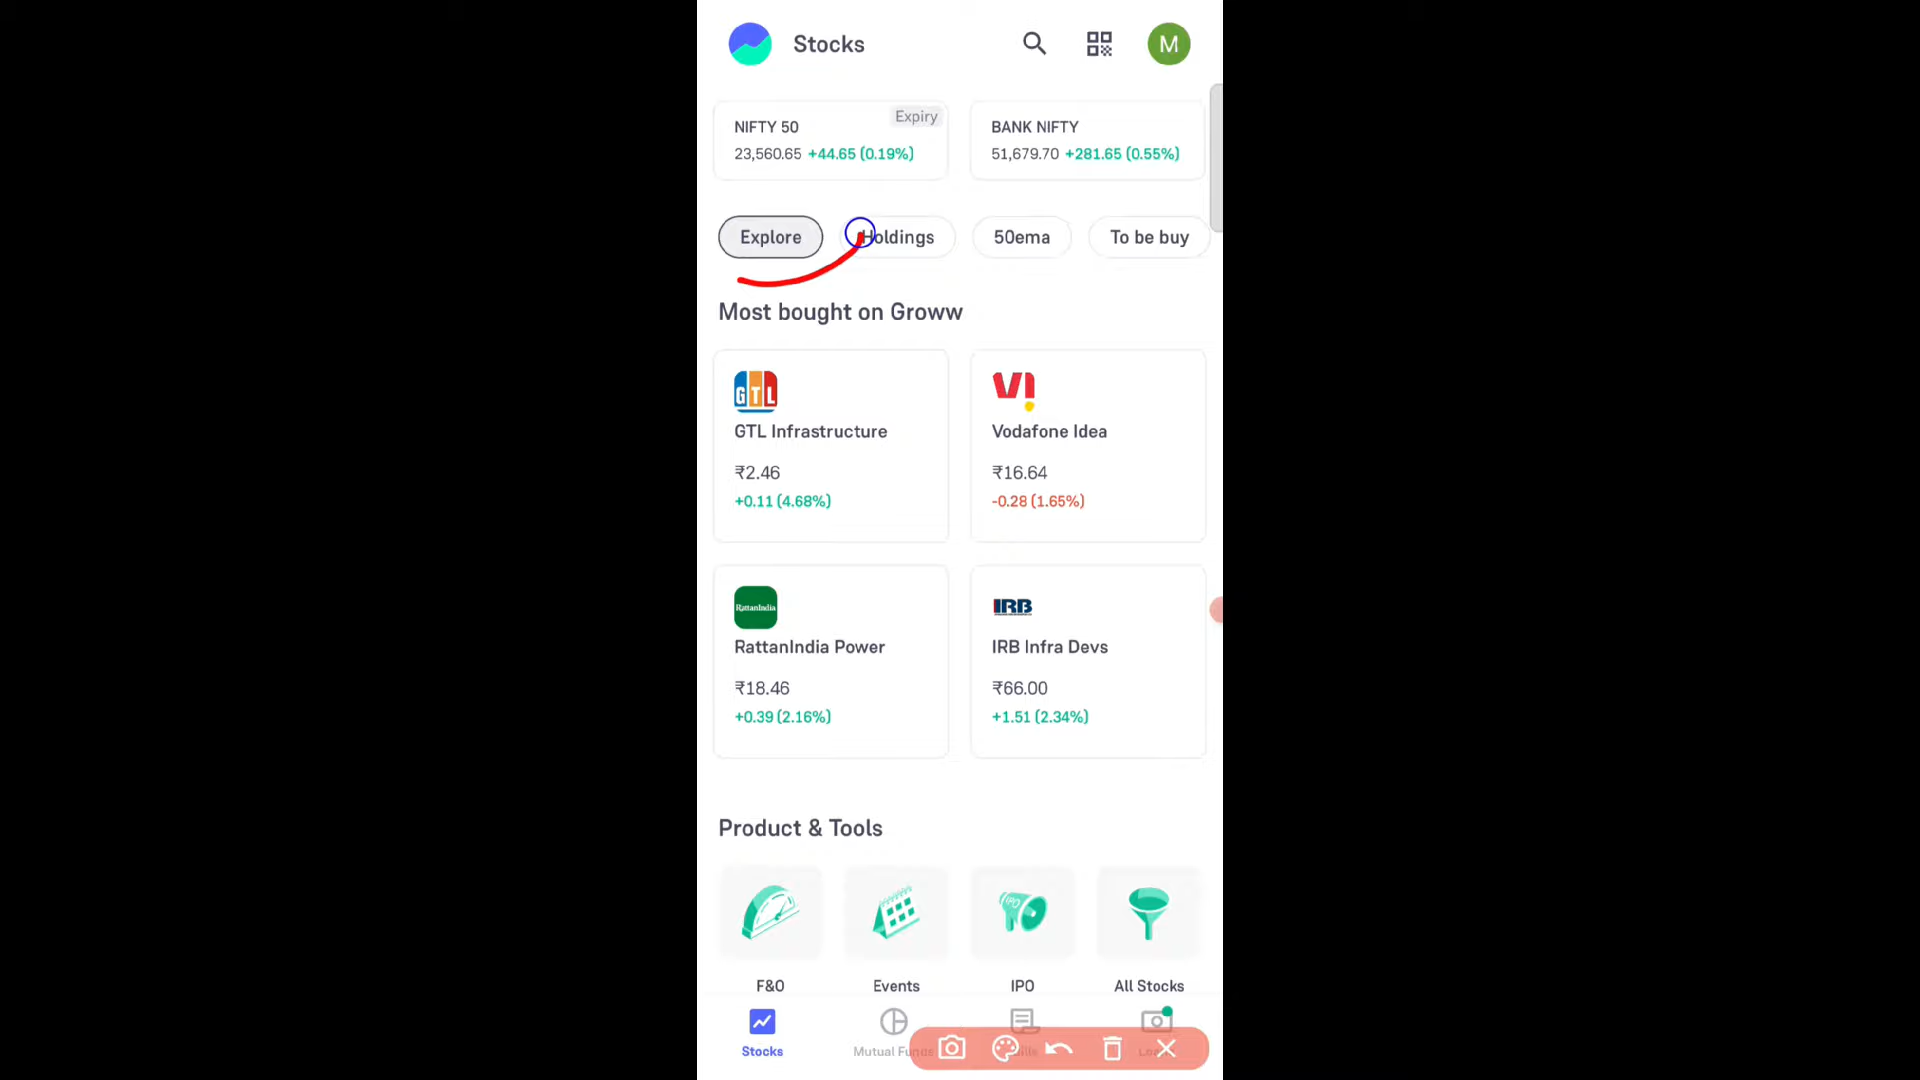 Stocks
M
NIFTY 50
Expiry
23,560.65 +44.65 (0.19%)
BANK NIFTY
51,679.70 +281.65 (0.55%)
Explore
Holdings
50ema
To be buy
Most bought on Groww
GTL
GTL Infrastructure
₹2.46
+0.11 (4.68%)
VI
Vodafone Idea
₹16.64
-0.28 (1.65%)
RattanIndia
RattanIndia Power
₹18.46
+0.39 (2.16%)
IRB
IRB Infra Devs
₹66.00
+1.51 (2.34%)
Product & Tools
IPO
F&O
Events
IPO
All Stocks
Stocks
Mutual Fun